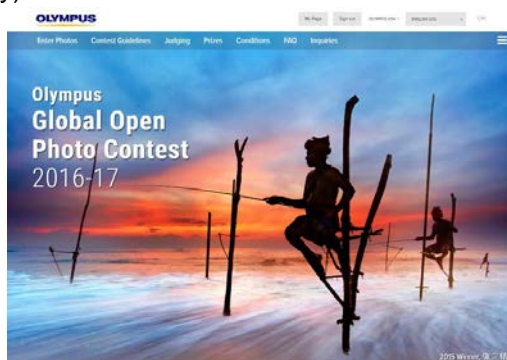 y)
OLYMPUS
My Page Sign out
Enter Photos Contest Guidelines Judging Prizes Conditions FAQ Inquiries
Olympus
Global Open
Photo Contest
2016-17
2015 Winner,